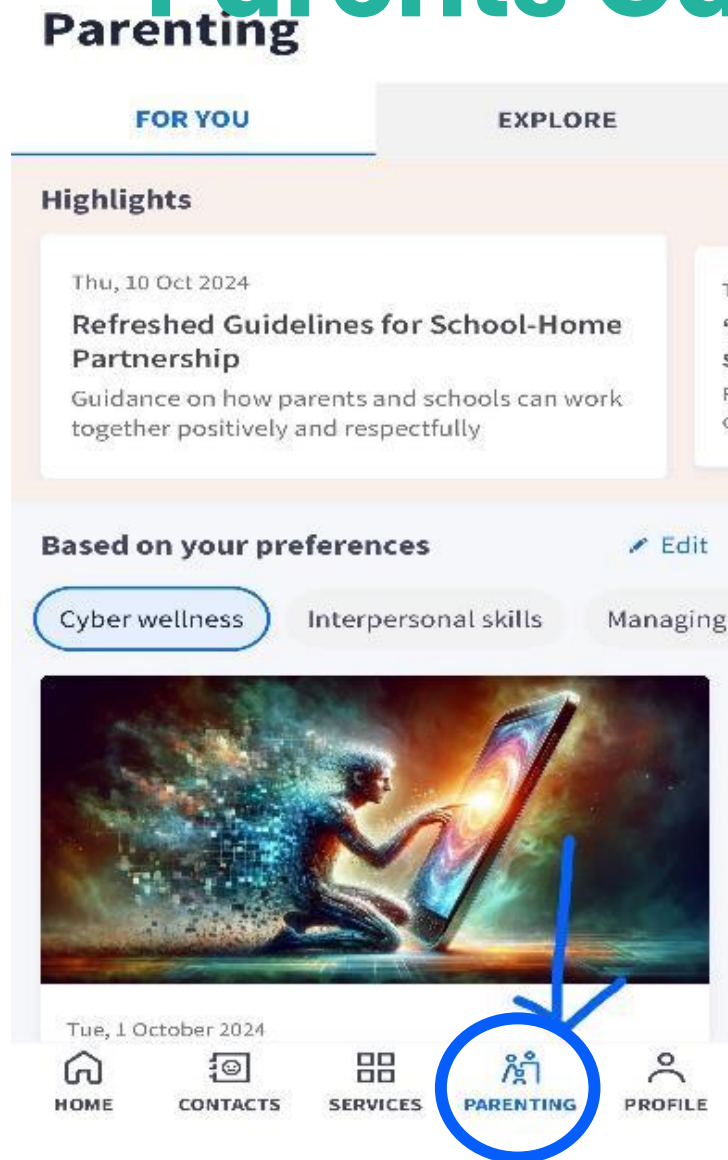 Parents
Parenting
FOR YOU
EXPLORE
Highlights
Thu, 10 Oct 2024
Refreshed Guidelines for School-Home
Partnership
Guidance on how parents and schools can work
together positively and respectfully
Based on your preferences
Edit
Cyber wellness
Interpersonal skills
Managing
Tue, 1 October 2024
HOME
CONTACTS
SERVICES
PARENTING
PROFILE